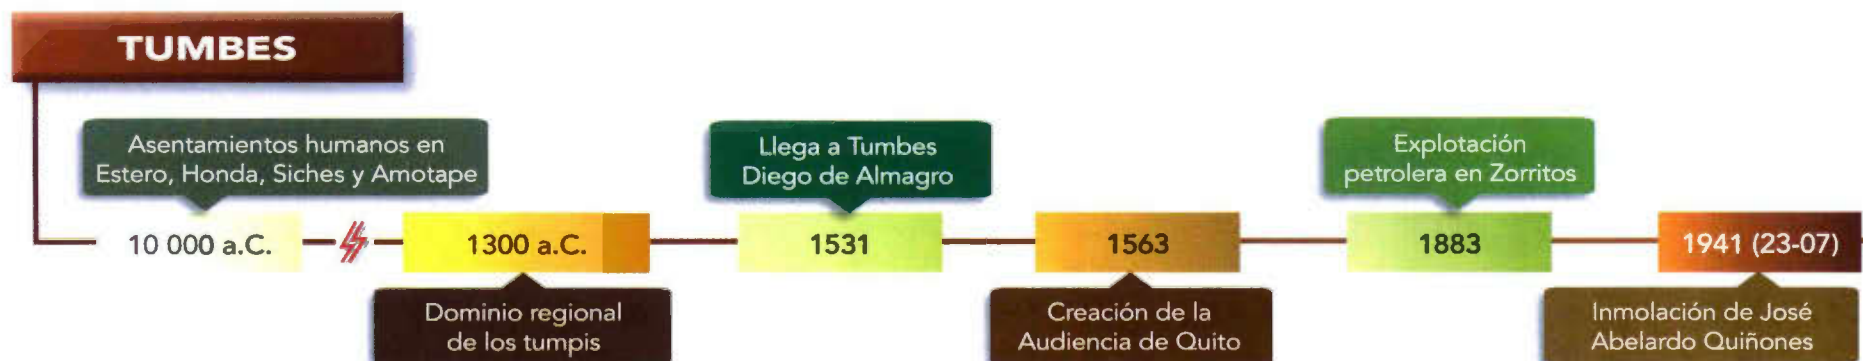 TUMBES
Asentamientos humanos en
Estero, Honda, Siches y Amotape
10 000 a.C.
1300 a.C.
Dominio regional
de los tumpis
Llega a Tumbes
Diego de Almagro
1531
1563
Creación de la
Audiencia de Quito
Explotación
petrolera en Zorritos
1883
1941 (23-07)
Inmolación de José
Abelardo Quiñones